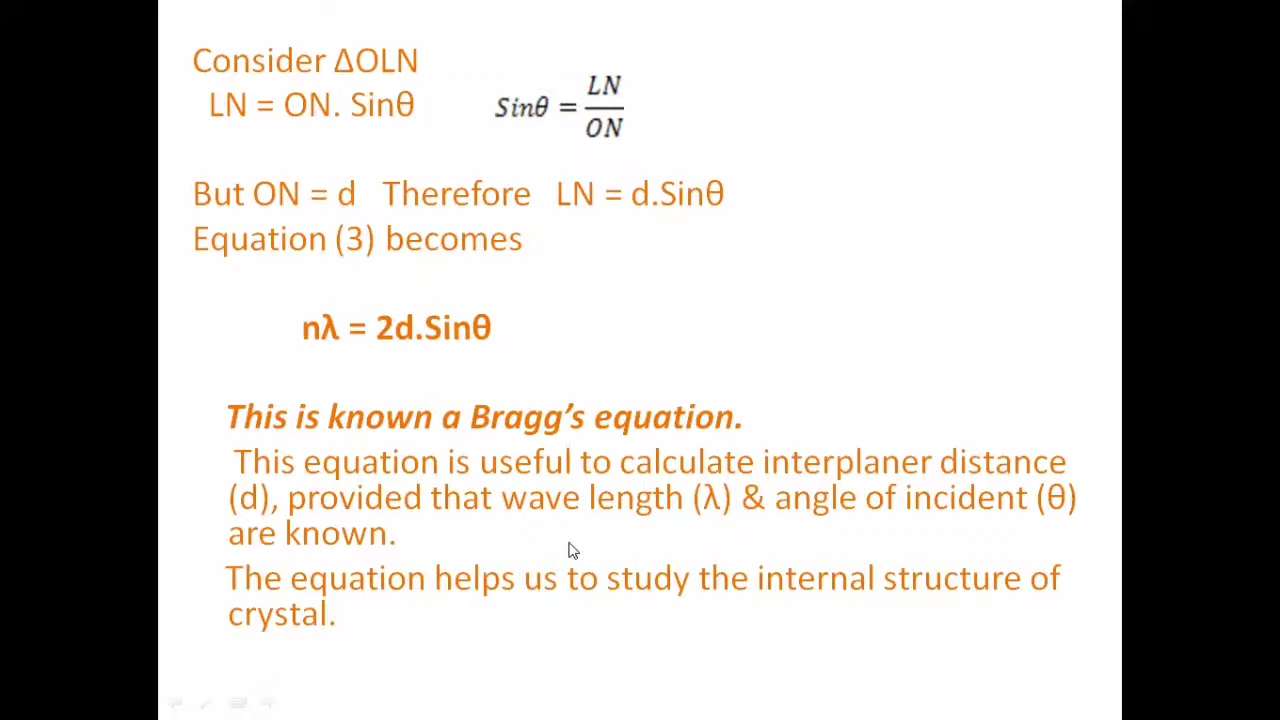 Consider ΔOLN
LN = ON. Sinθ Sinθ = LN/ON
But ON = d Therefore LN = d.Sinθ
Equation (3) becomes
nλ = 2d.Sinθ
This is known a Bragg’s equation.
This equation is useful to calculate interplaner distance
(d), provided that wave length (λ) & angle of incident (θ)
are known.
The equation helps us to study the internal structure of
crystal.